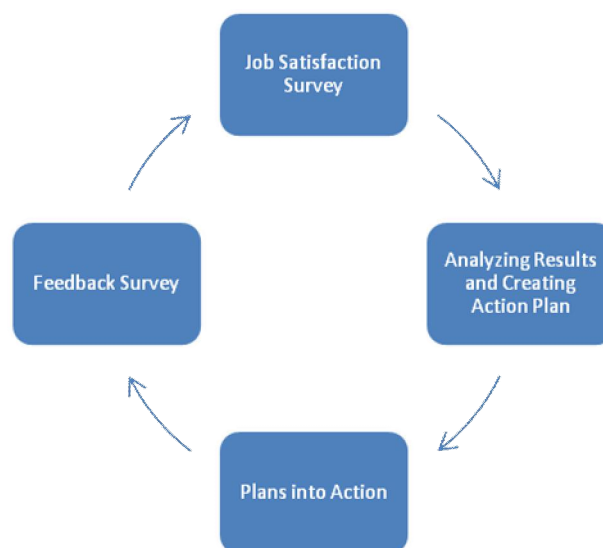 Job Satisfaction
Survey
Analyzing Results
and Creating
Action Plan
Plans into Action
Feedback Survey